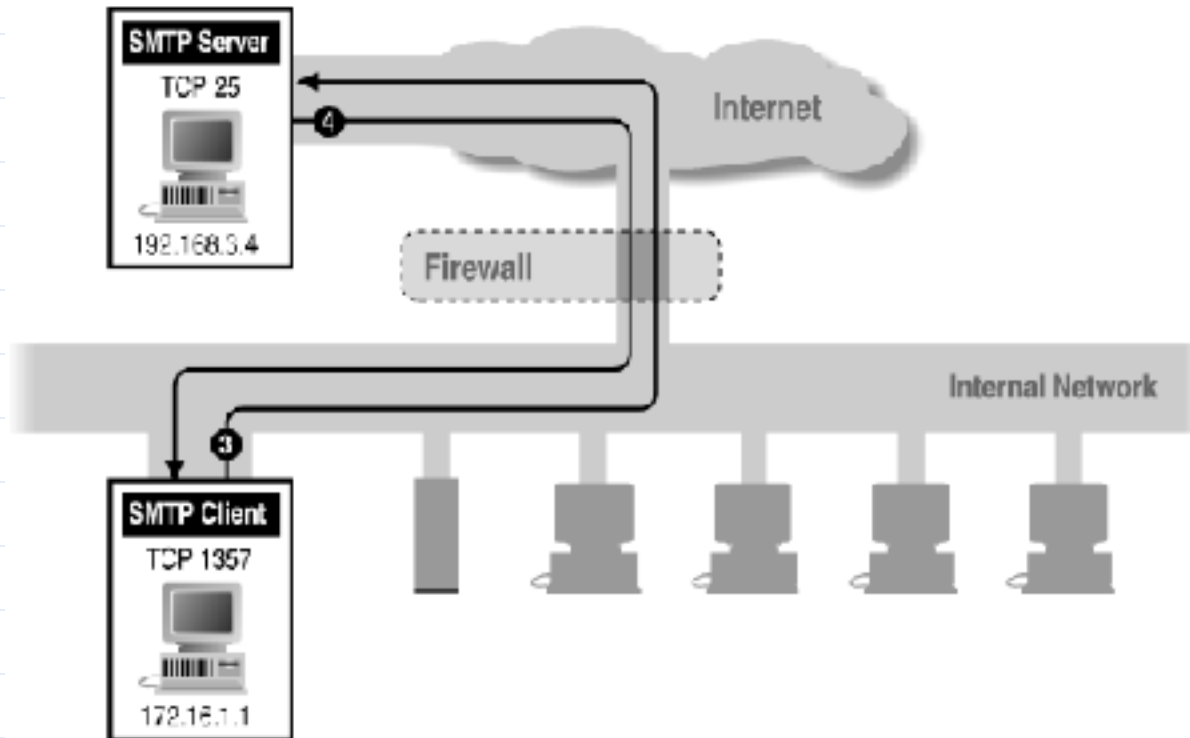 SMTP Server
TCP 25
192.168.3.4
4
Internet
Firewall
Internal Network
3
SMTP Client
TCP 1357
172.16.1.1